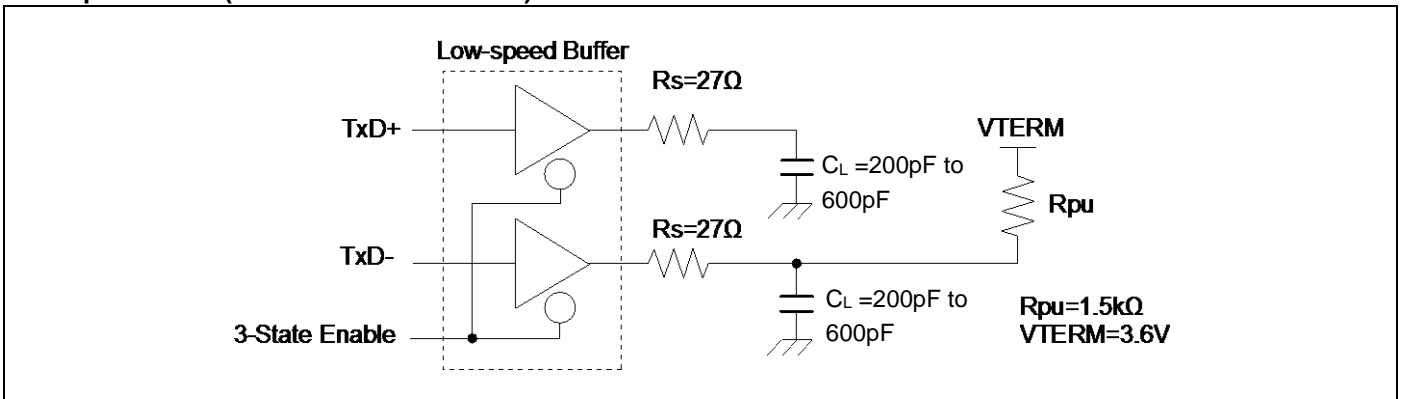 Low-speed Buffer
Rs=27Ω
TxD+
VTERM
CL =200pF to
600pF
Rpu
Rs=27Ω
TxD-
CL =200pF to
600pF
Rpu=1.5kΩ
VTERM=3.6V
3-State Enable